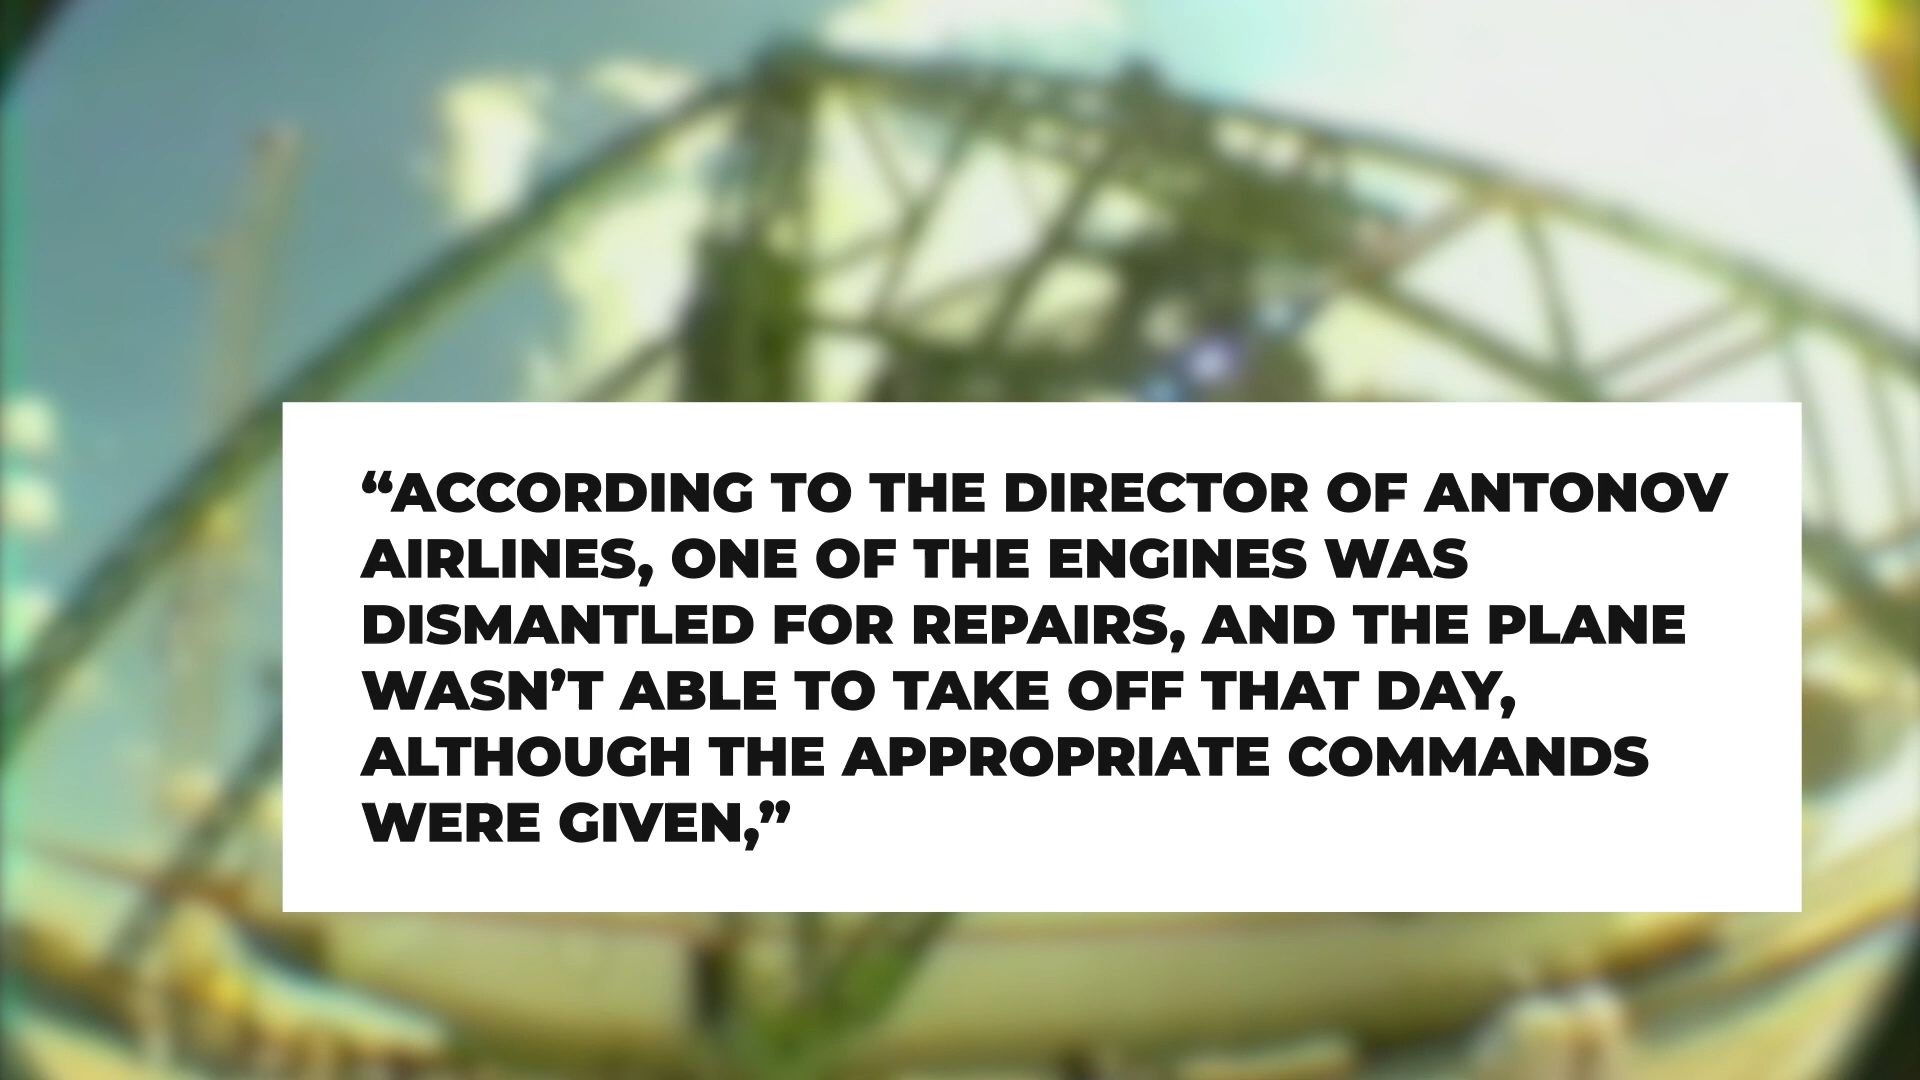 “ACCORDING TO THE DIRECTOR OF ANTONOV
AIRLINES, ONE OF THE ENGINES WAS
DISMANTLED FOR REPAIRS, AND THE PLANE
WASN’T ABLE TO TAKE OFF THAT DAY,
ALTHOUGH THE APPROPRIATE COMMANDS
WERE GIVEN,”